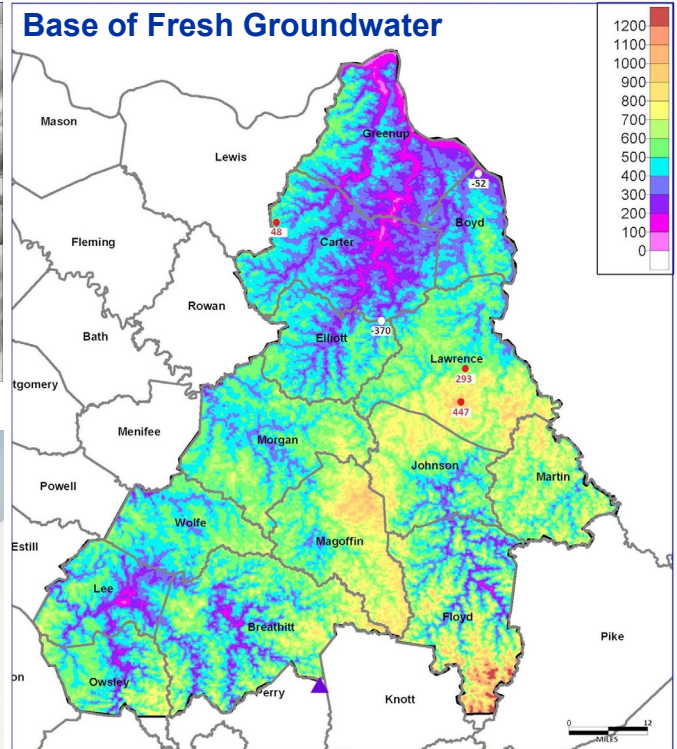 Base of Fresh Groundwater
1200
1100
1000
900
800
700
600
500
400
300
200
100
0
Mason
Lewis
Greenup
-52
48
Boyd
Carter
Fleming
Rowan
-370
Bath
Elliott
Lawrence
293
tgomery
447
Menifee
Morgan
Johnson
Martin
Powell
Wolfe
Magoffin
Estill
Lee
Floyd
Breathitt
Pike
on
Owsley
Perry
Knott
0 12
MILES